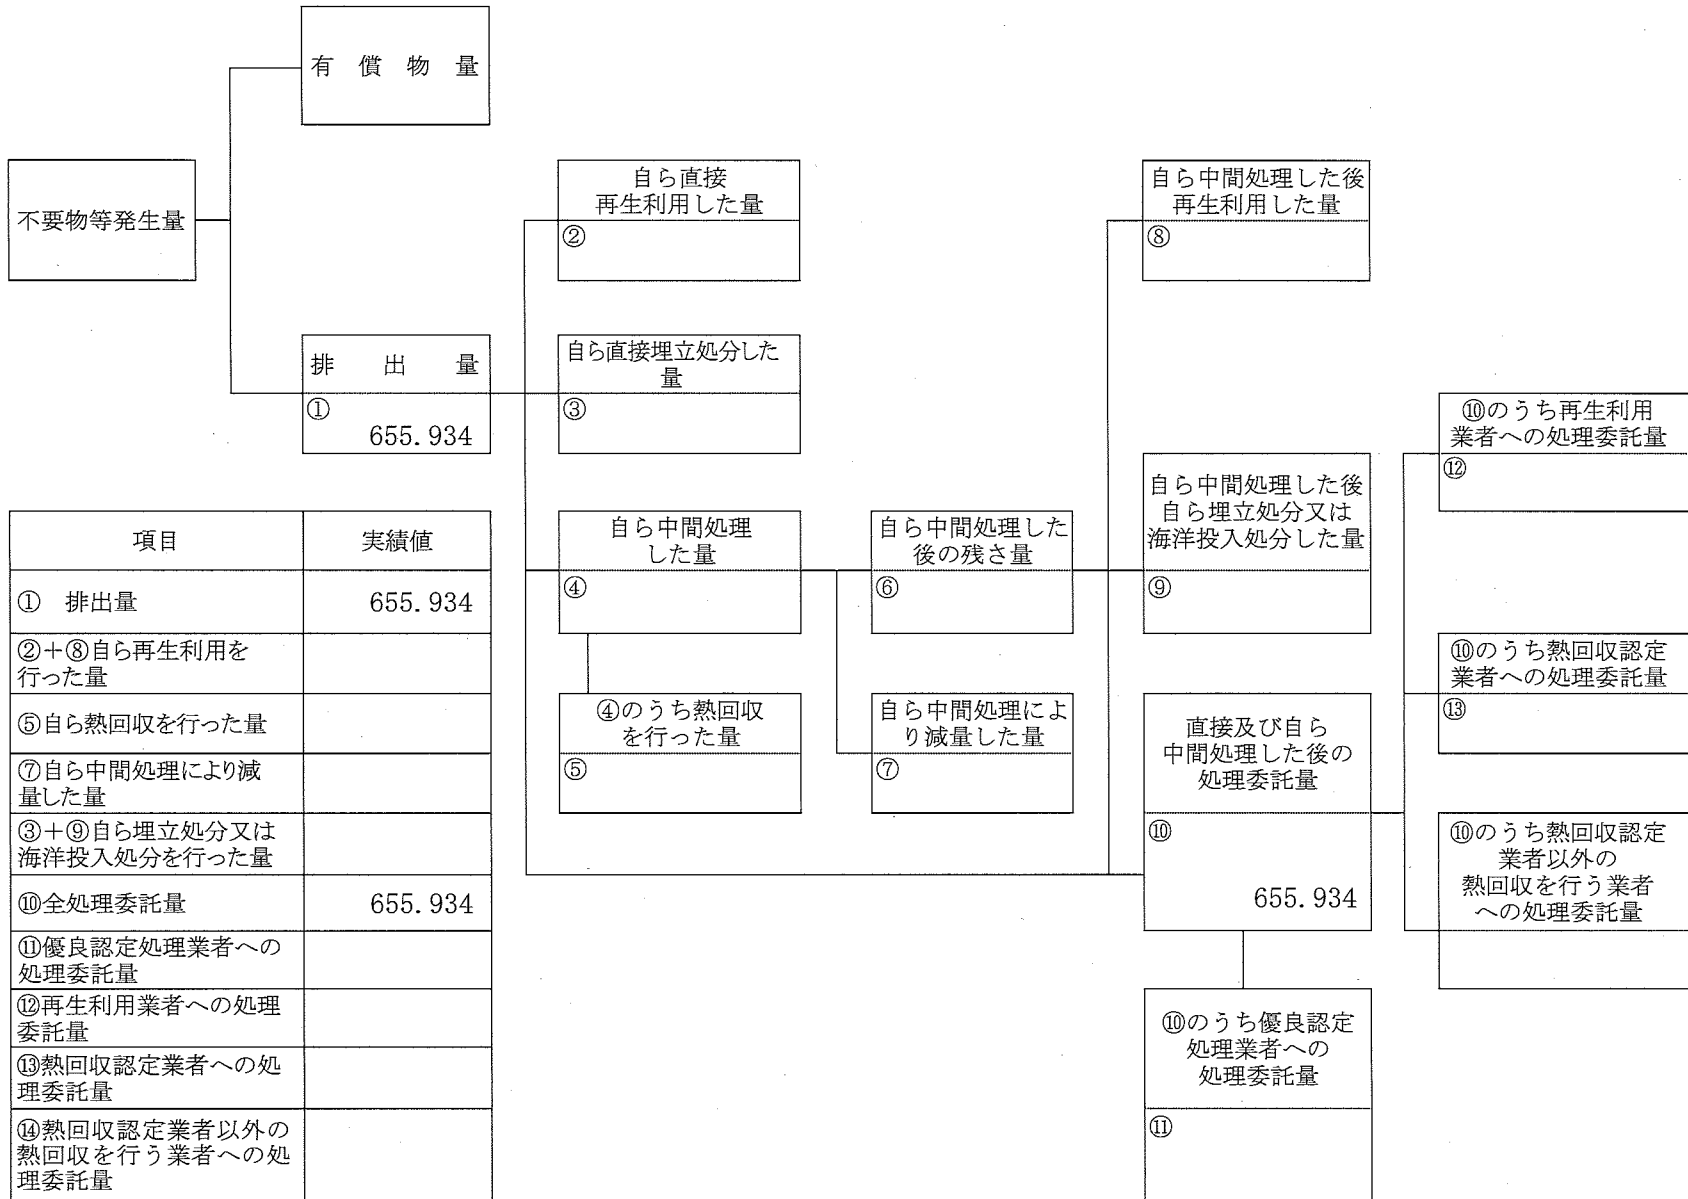 有　償　物　量
不要物等発生量
排　出　量
①
655.934
自ら直接
再生利用した量
②
自ら直接埋立処分した
量
③
自ら中間処理
した量
④
④のうち熱回収
を行った量
⑤
自ら中間処理した
後の残さ量
⑥
自ら中間処理によ
り減量した量
⑦
自ら中間処理した後
再生利用した量
⑧
自ら中間処理した後
自ら埋立処分又は
海洋投入処分した量
⑨
直接及び自ら
中間処理した後の
処理委託量
⑩
655.934
⑩のうち優良認定
処理業者への
処理委託量
⑪
⑩のうち再生利用
業者への処理委託量
⑫
⑩のうち熱回収認定
業者への処理委託量
⑬
⑩のうち熱回収認定
業者以外の
熱回収を行う業者
への処理委託量
項目　実績値
①　排出量　655.934
②＋⑧自ら再生利用を
行った量
⑤自ら熱回収を行った量
⑦自ら中間処理により減
量した量
③＋⑨自ら埋立処分又は
海洋投入処分を行った量
⑩全処理委託量　655.934
⑪優良認定処理業者への
処理委託量
⑫再生利用業者への処理
委託量
⑬熱回収認定業者への処
理委託量
⑭熱回収認定業者以外の
熱回収を行う業者への処
理委託量